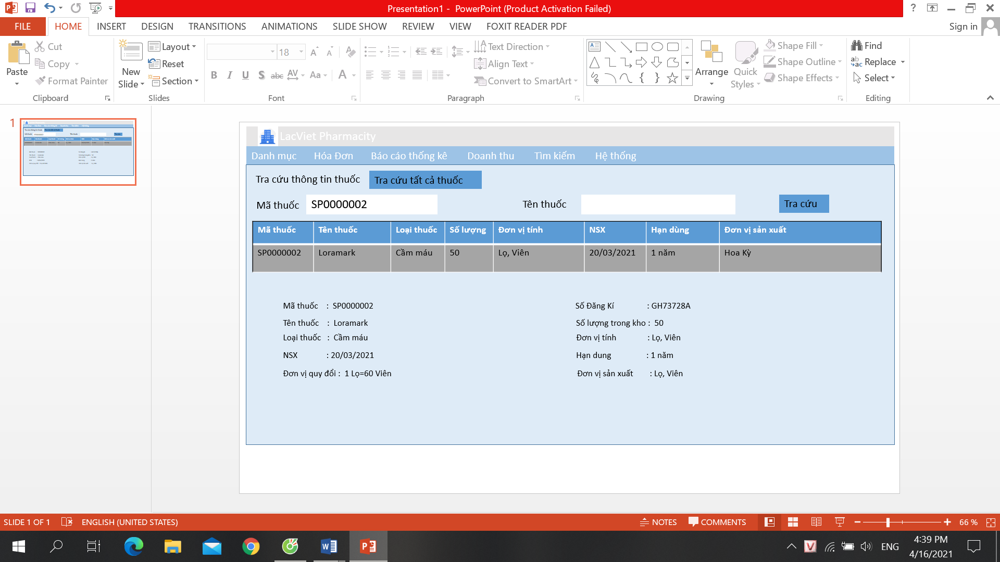 Presentation1 - PowerPoint (Product Activation Failed)
FILE HOME INSERT DESIGN TRANSITIONS ANIMATIONS SLIDE SHOW REVIEW VIEW FOXIT READER PDF Sign in
Paste Cut Copy Format Painter Clipboard
New Slide Layout Reset Section Slides
18 Font
Text Direction Align Text Convert to SmartArt Paragraph
Arrange Quick Styles Shape Fill Shape Outline Shape Effects Drawing
Find Replace Select Editing
1
LacViet Pharmacity
Danh mục Hóa Đơn Báo cáo thống kê Doanh thu Tìm kiếm Hệ thống
Tra cứu thông tin thuốc Tra cứu tất cả thuốc
Mã thuốc SP0000002 Tên thuốc Tra cứu
Mã thuốc Tên thuốc Loại thuốc Số lượng Đơn vị tính NSX Hạn dùng Đơn vị sản xuất
SP0000002 Loramark Cầm máu 50 Lọ, Viên 20/03/2021 1 năm Hoa Kỳ
Mã thuốc : SP0000002 Số Đăng Kí : GH73728A
Tên thuốc : Loramark Số lượng trong kho : 50
Loại thuốc : Cầm máu Đơn vị tính : Lọ, Viên
NSX : 20/03/2021 Hạn dung : 1 năm
Đơn vị quy đổi : 1 Lọ=60 Viên Đơn vị sản xuất : Lọ, Viên
SLIDE 1 OF 1 ENGLISH (UNITED STATES) NOTES COMMENTS 66 %
ENG 4:39 PM
4/16/2021